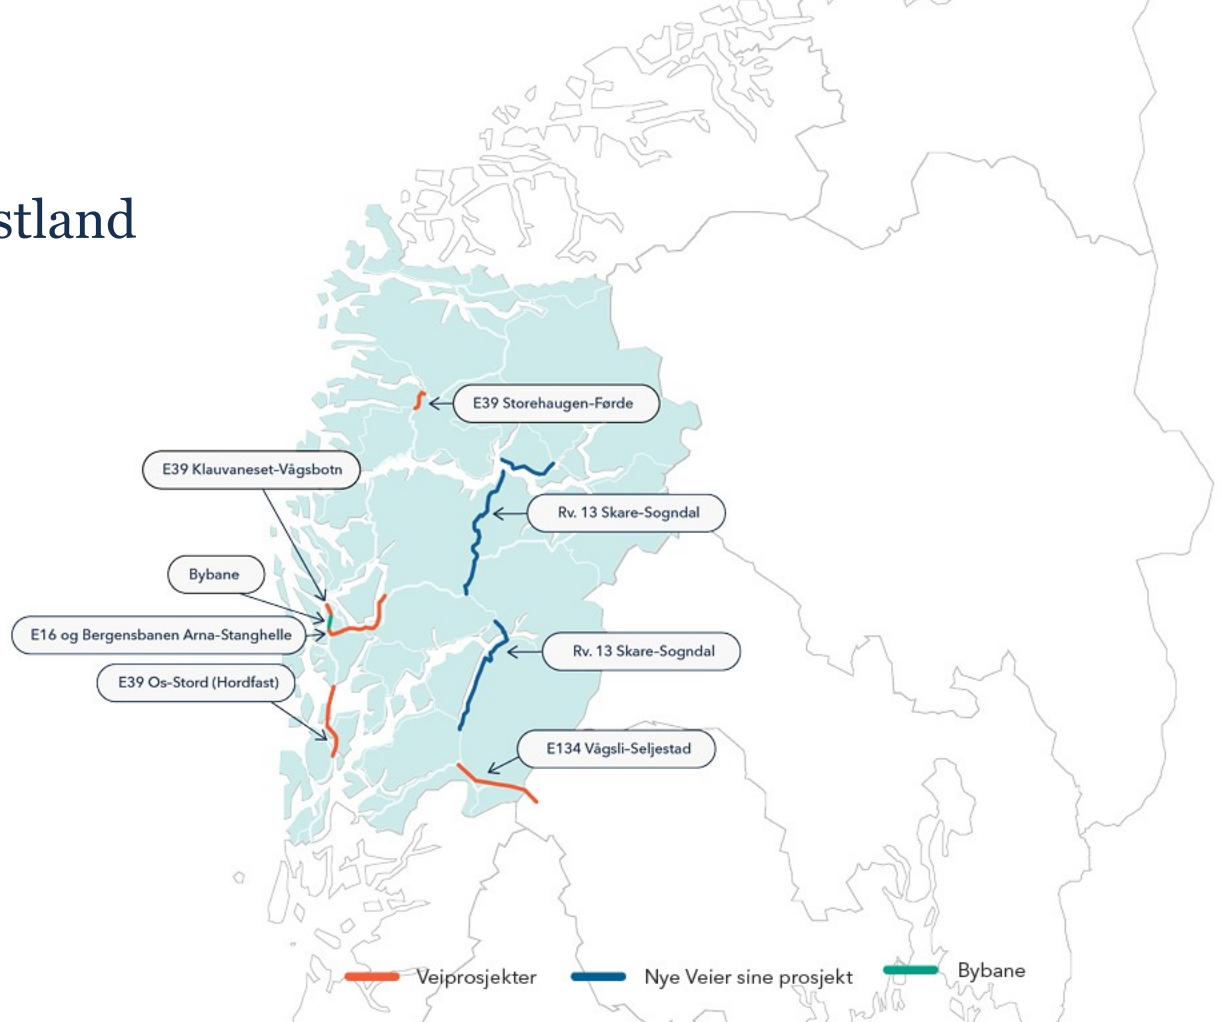 stland
E39 Storehaugen-Førde
E39 Klauvaneset-Vågsbotn
Rv. 13 Skare-Sogndal
Bybane
E16 og Bergensbanen Arna-Stanghelle
Rv. 13 Skare-Sogndal
E39 Os-Stord (Hordfast)
E134 Vågsli-Seljestad
Veiprosjekter
Nye Veier sine prosjekt
Bybane